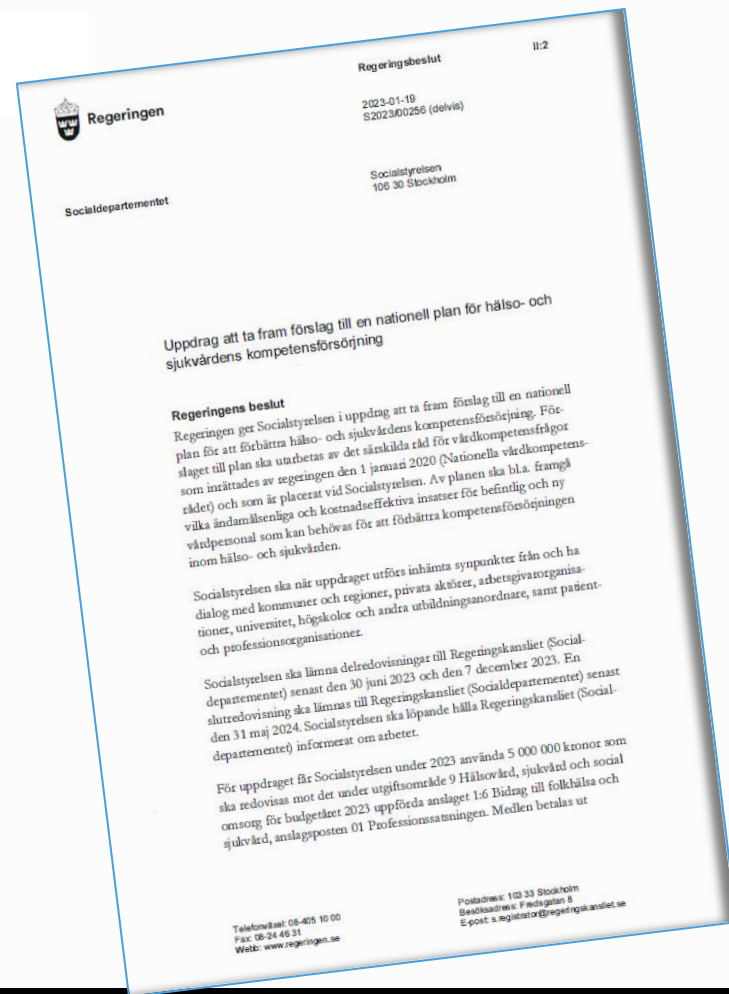 Regeringsbeslut
II:2
Regeringen
2023-01-19
S2023/00256 (delvis)
Socialstyrelsen
106 30 Stockholm
Socialdepartementet
Uppdrag att ta fram förslag till en nationell plan för hälso- och
sjukvårdens kompetensförsörjning
Regeringens beslut
Regeringen ger Socialstyrelsen i uppdrag att ta fram förslag till en nationell
plan för att förbättra hälso- och sjukvårdens kompetensförsörjning. För-
slaget till plan ska utarbetas av det särskilda råd för vårdkompetensfrågor
som inrättades av regeringen den 1 januari 2020 (Nationella vårdkompetens-
rådet) och som är placerat vid Socialstyrelsen. Av planen ska bl.a. framgå
vilka ändamålsenliga och kostnadseffektiva insatser för befintlig och ny
vårdpersonal som kan behövas för att förbättra kompetensförsörjningen
inom hälso- och sjukvården.
Socialstyrelsen ska när uppdraget utförs inhämta synpunkter från och ha
dialog med kommuner och regioner, privata aktörer, arbetsgivarorganisa-
tioner, universitet, högskolor och andra utbildningsanordnare, samt patient-
och professionsorganisationer.
Socialstyrelsen ska lämna delredovisningar till Regeringskansliet (Social-
departementet) senast den 30 juni 2023 och den 7 december 2023. En
slutredovisning ska lämnas till Regeringskansliet (Socialdepartementet) senast
den 31 maj 2024. Socialstyrelsen ska löpande hålla Regeringskansliet (Social-
departementet) informerat om arbetet.
För uppdraget får Socialstyrelsen under 2023 använda 5 000 000 kronor som
ska redovisas mot det under utgiftsområde 9 Hälsovård, sjukvård och social
omsorg för budgetåret 2023 uppförda anslaget 1:6 Bidrag till folkhälsa och
sjukvård, anslagsposten 01 Professionssatsningen. Medlen betalas ut
Telefonväxel: 08-405 10 00
Fax: 08-24 46 31
Webb: www.regeringen.se
Postadress: 103 33 Stockholm
Besöksadress: Fredsgatan 8
E-post: s.registrator@regeringskansliet.se